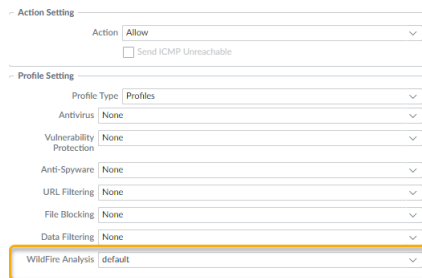 Action Setting
Action Allow
Send ICMP Unreachable
Profile Setting
Profile Type Profiles
Antivirus None
Vulnerability None
Protection
Anti-Spyware None
URL Filtering None
File Blocking None
Data Filtering None
WildFire Analysis default